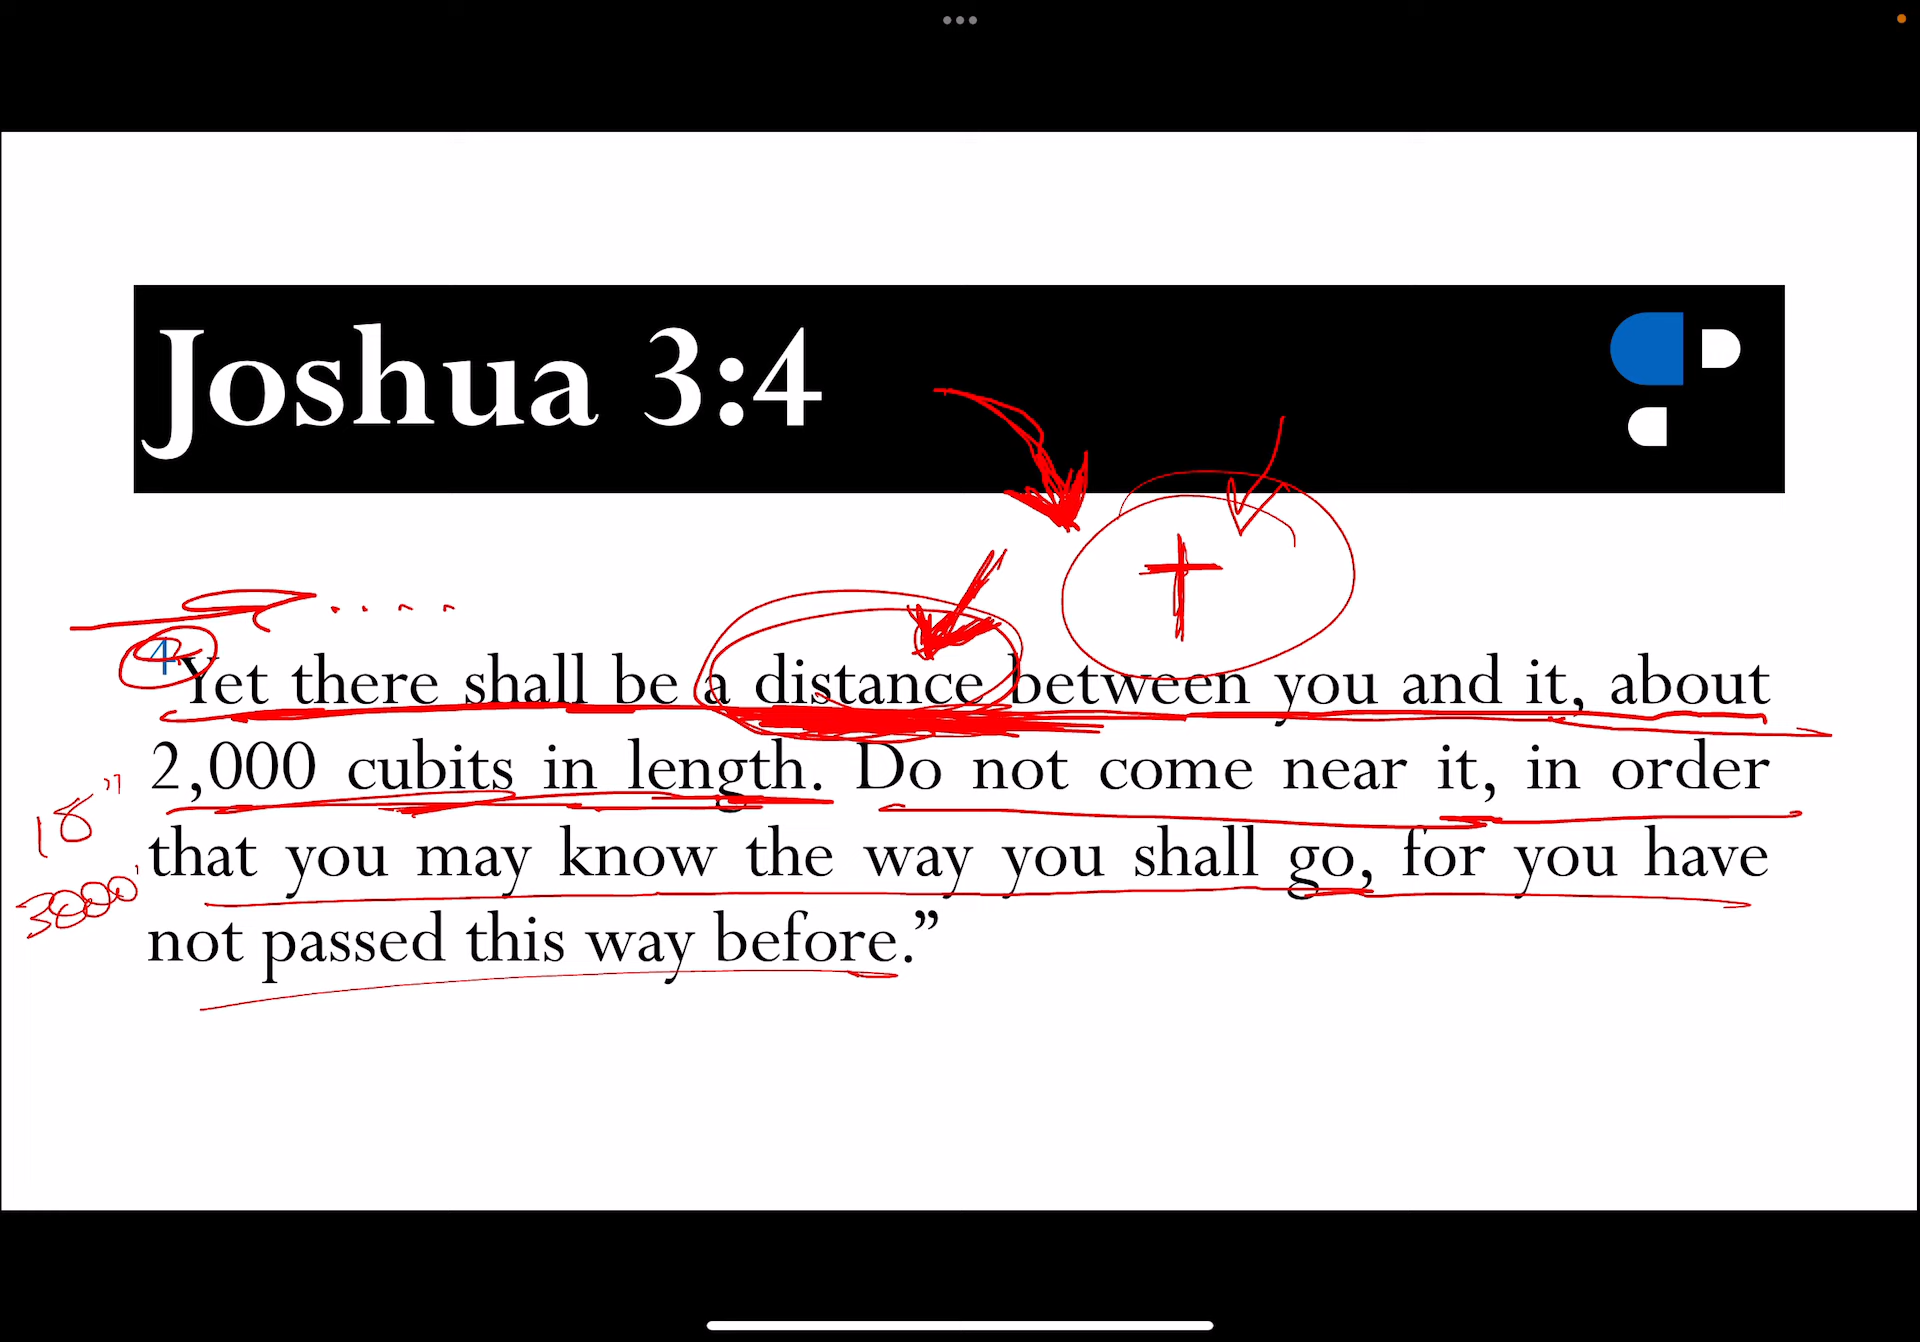 Joshua 3:4
4 Yet there shall be a distance between you and it, about
2,000 cubits in length. Do not come near it, in order
18"
that you may know the way you shall go, for you have
3000'
not passed this way before.”